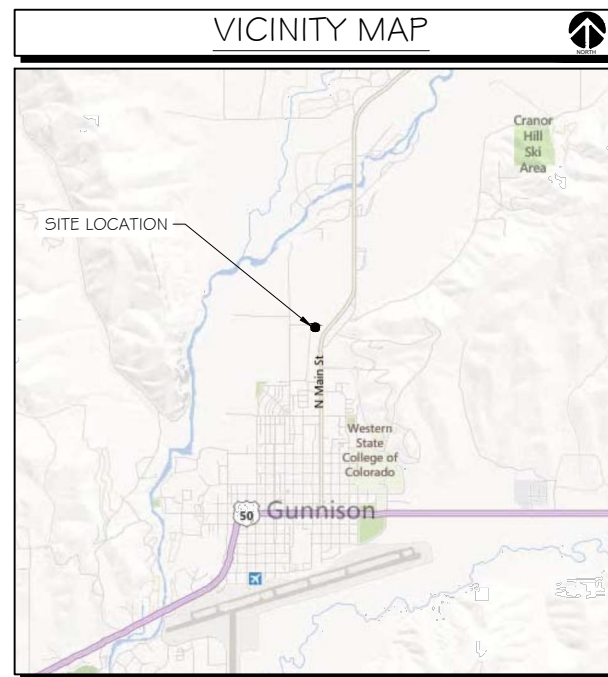 VICINITY MAP
NORTH
Cranor
Hill
Ski
Area
SITE LOCATION
N Main St
Western
State
College of
Colorado
50
Gunnison